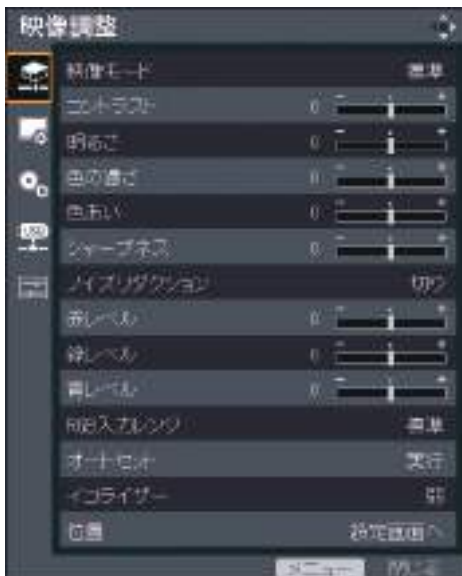 映像調整
映像モード 標準
コントラスト 0 - +
明るさ 0 - +
色の濃さ 0 - +
色あい 0 - +
シャープネス 0 - +
ノイズリダクション 切り
赤レベル 0 - +
緑レベル 0 - +
青レベル 0 - +
RGB入力レンジ 標準
オートセット 実行
イコライザー 弱
位置 設定画面へ
メニュー